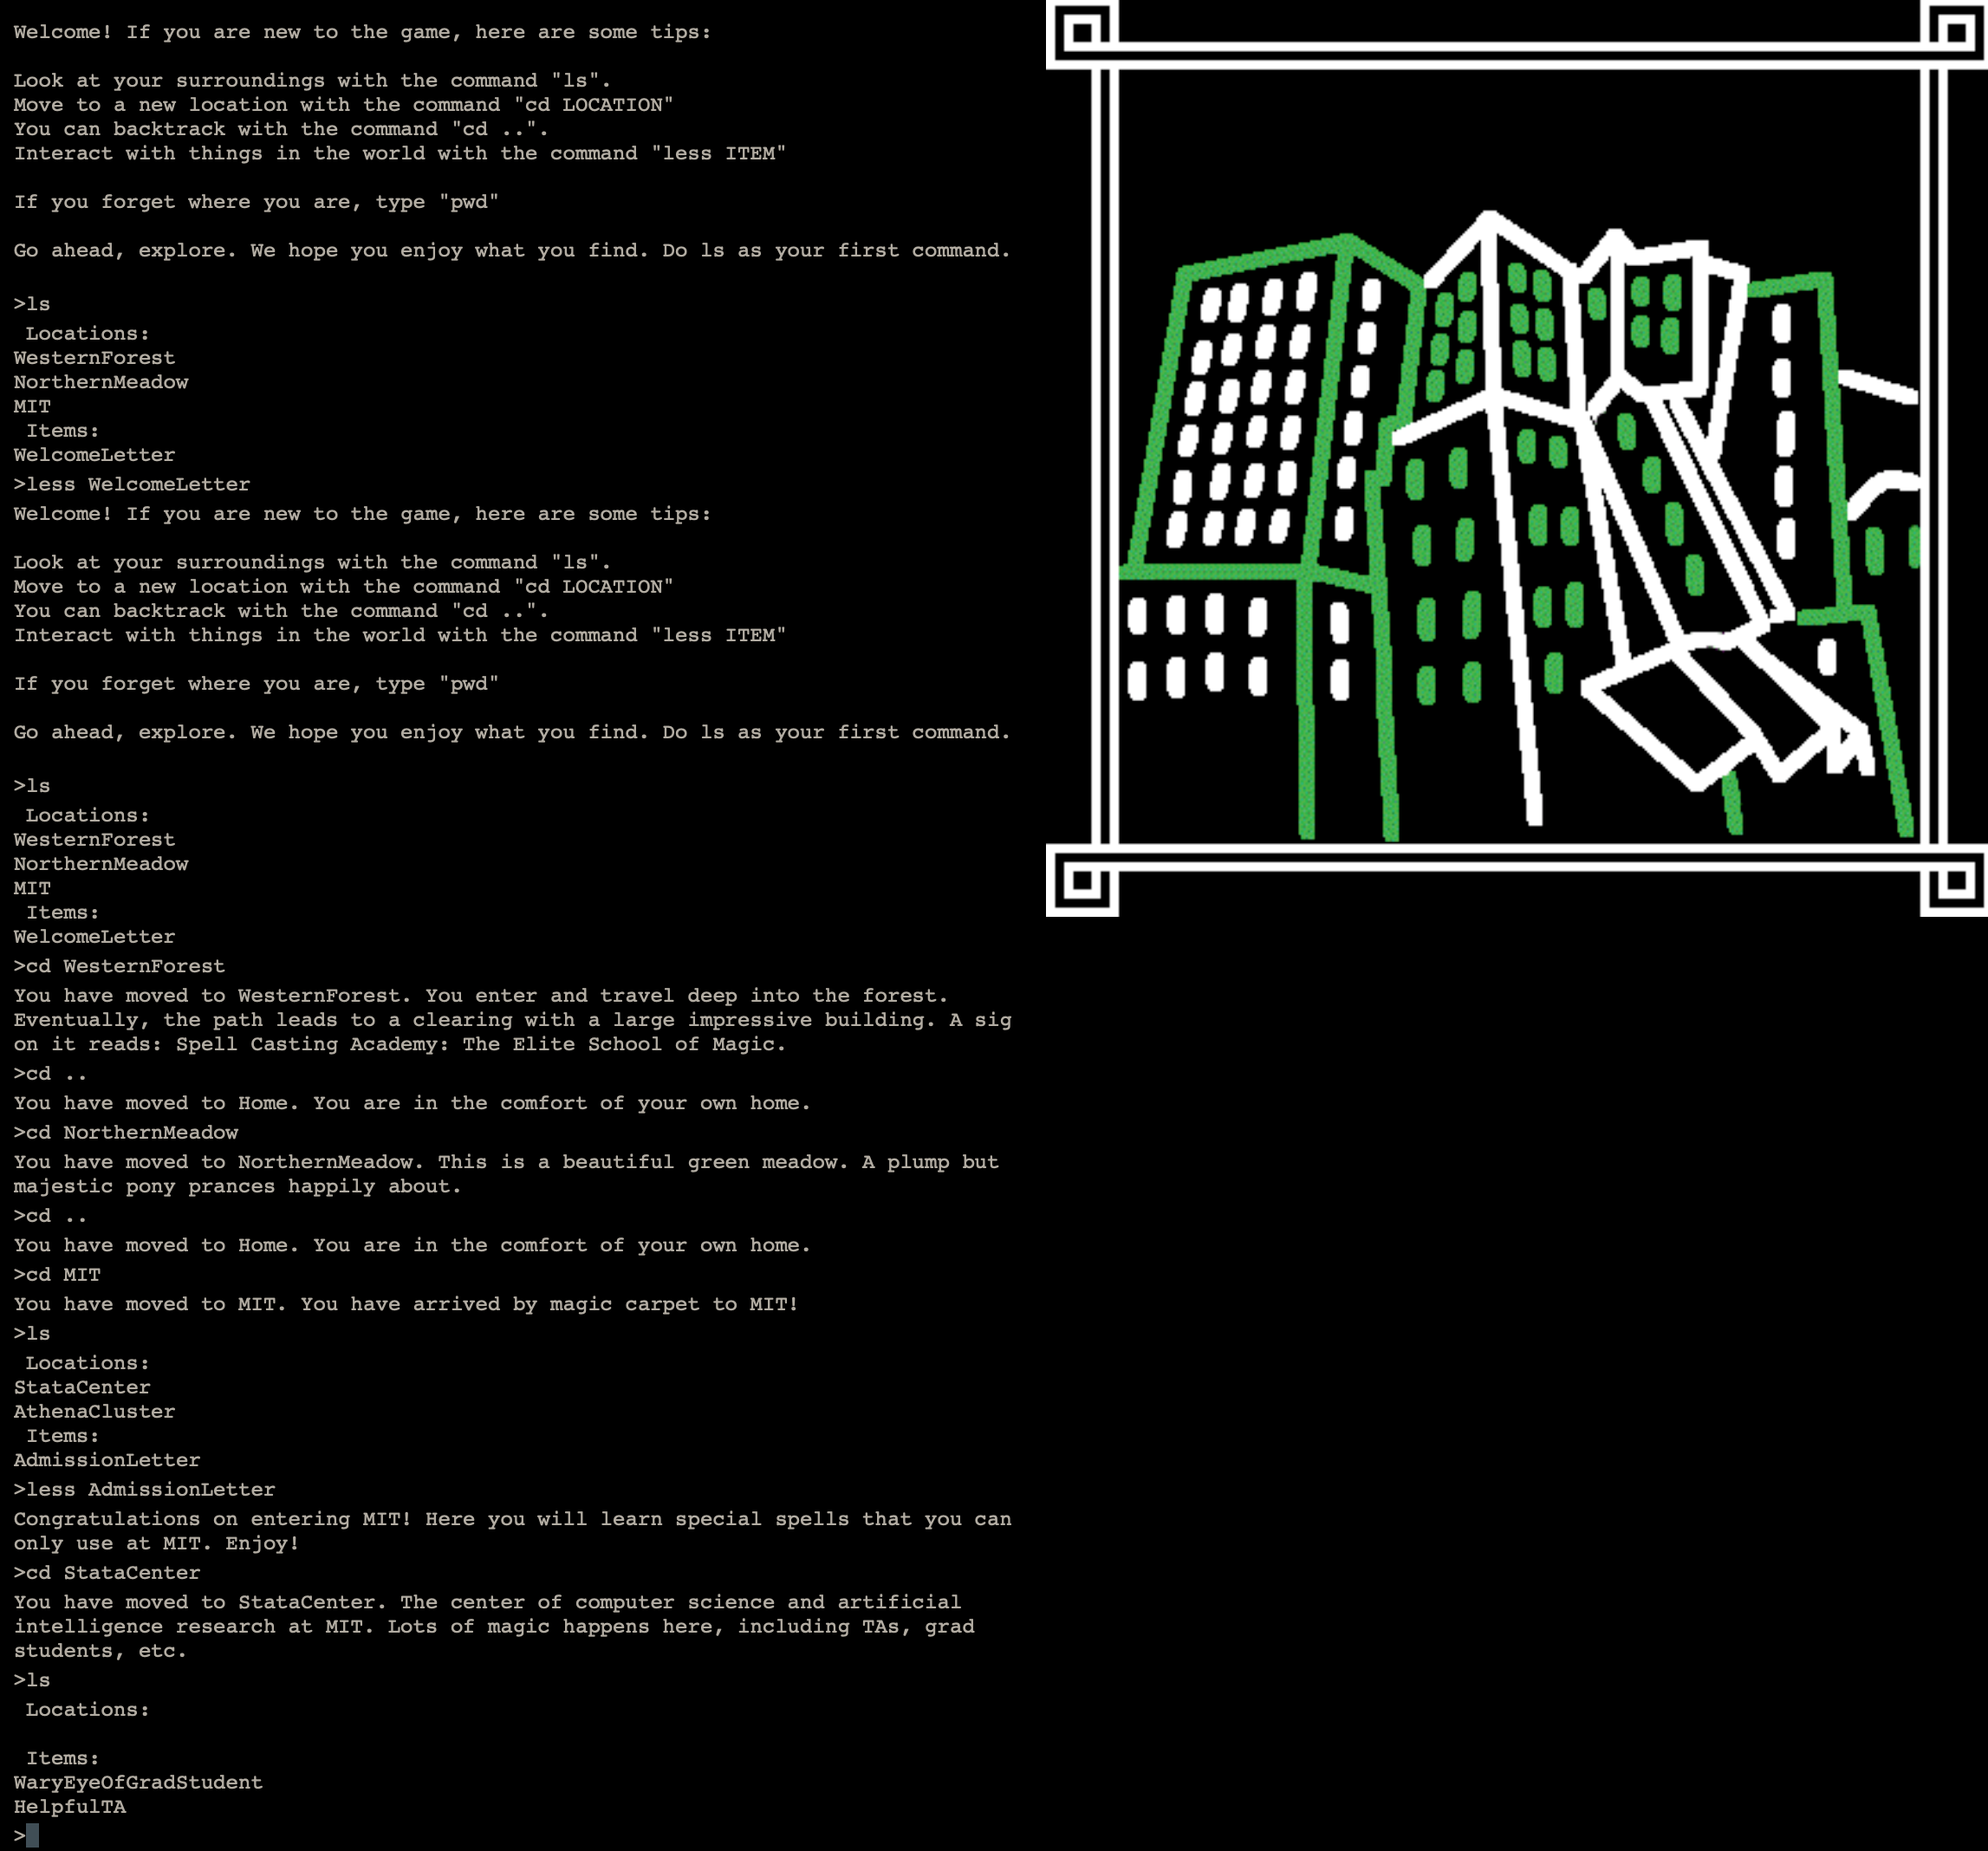 Welcome! If you are new to the game, here are some tips:
Look at your surroundings with the command "ls".
Move to a new location with the command "cd LOCATION"
You can backtrack with the command "cd ..".
Interact with things in the world with the command "less ITEM"
If you forget where you are, type "pwd"
Go ahead, explore. We hope you enjoy what you find. Do ls as your first command.
>ls
Locations:
WesternForest
NorthernMeadow
MIT
Items:
WelcomeLetter
>less WelcomeLetter
Welcome! If you are new to the game, here are some tips:
Look at your surroundings with the command "ls".
Move to a new location with the command "cd LOCATION"
You can backtrack with the command "cd ..".
Interact with things in the world with the command "less ITEM"
If you forget where you are, type "pwd"
Go ahead, explore. We hope you enjoy what you find. Do ls as your first command.
>ls
Locations:
WesternForest
NorthernMeadow
MIT
Items:
WelcomeLetter
>cd WesternForest
You have moved to WesternForest. You enter and travel deep into the forest.
Eventually, the path leads to a clearing with a large impressive building. A sig
on it reads: Spell Casting Academy: The Elite School of Magic.
>cd ..
You have moved to Home. You are in the comfort of your own home.
>cd NorthernMeadow
You have moved to NorthernMeadow. This is a beautiful green meadow. A plump but
majestic pony prances happily about.
>cd ..
You have moved to Home. You are in the comfort of your own home.
>cd MIT
You have moved to MIT. You have arrived by magic carpet to MIT!
>ls
Locations:
StataCenter
AthenaCluster
Items:
AdmissionLetter
>less AdmissionLetter
Congratulations on entering MIT! Here you will learn special spells that you can
only use at MIT. Enjoy!
>cd StataCenter
You have moved to StataCenter. The center of computer science and artificial
intelligence research at MIT. Lots of magic happens here, including TAs, grad
students, etc.
>ls
Locations:
Items:
WaryEyeOfGradStudent
HelpfulTA
>